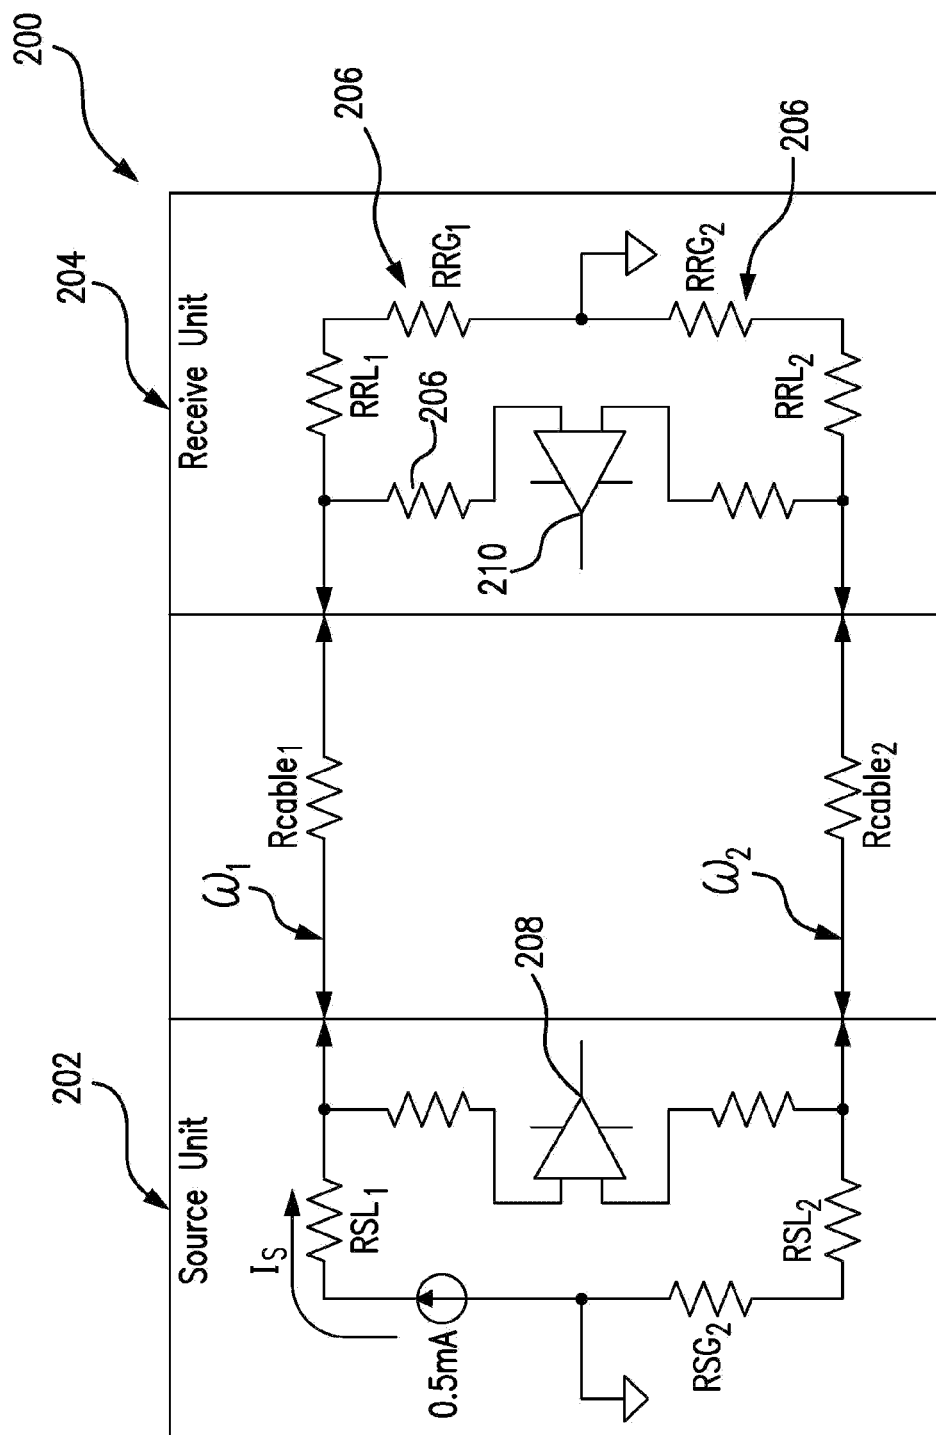 200
202
204
Source Unit
Receive Unit
I_S
ω₁
Rcable₁
206
RSL₁
RRL₁
RRG₁
0.5mA
206
208
210
RSG₂
RSL₂
ω₂
Rcable₂
RRL₂
RRG₂
206